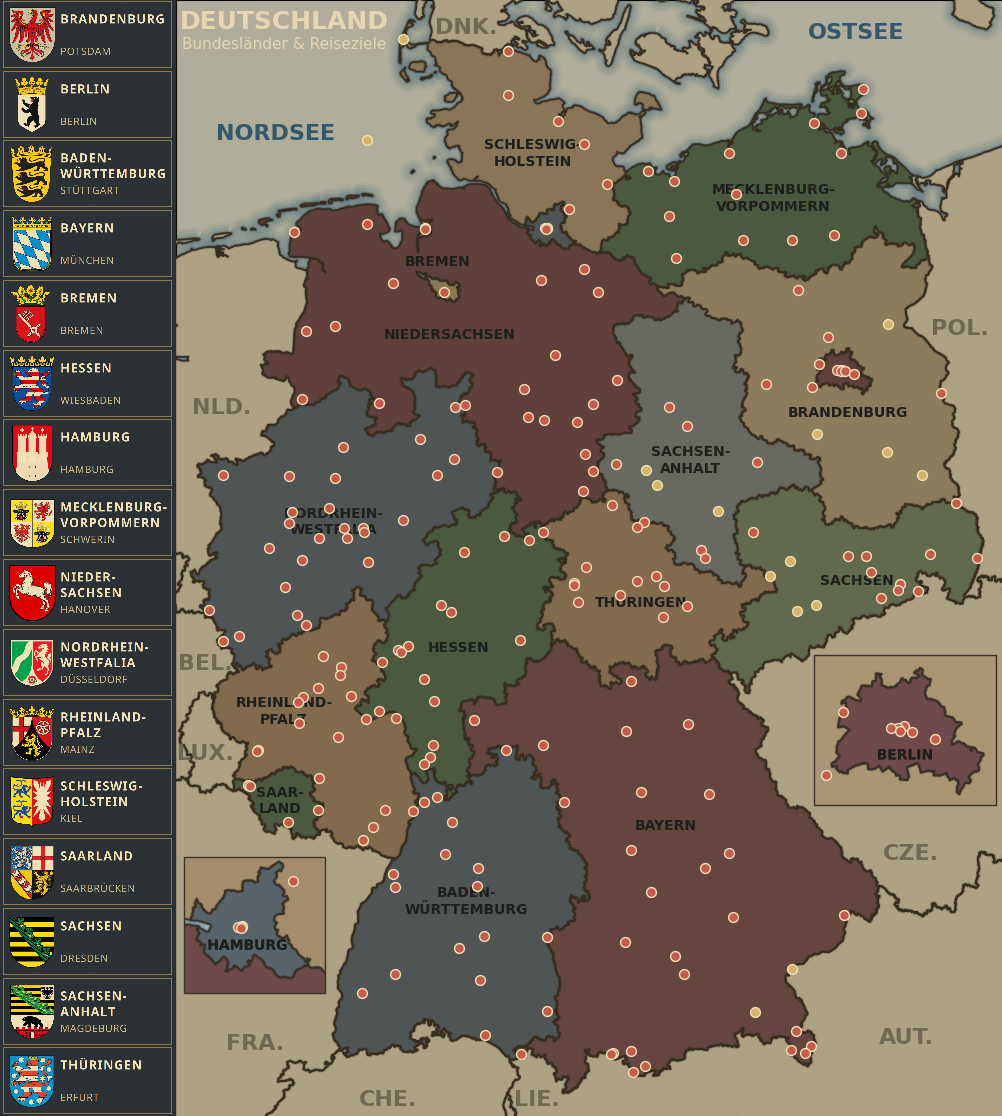 BRANDENBURG
POTSDAM
BERLIN
BERLIN
BADEN-
WÜRTTEMBURG
STÜTTGART
BAYERN
MÜNCHEN
BREMEN
BREMEN
HESSEN
WIESBADEN
HAMBURG
HAMBURG
MECKLENBURG-
VORPOMMERN
SCHWERIN
NIEDER-
SACHSEN
HANOVER
NORDRHEIN-
WESTFALIA
DÜSSELDORF
RHEINLAND-
PFALZ
MAINZ
SCHLESWIG-
HOLSTEIN
KIEL
SAARLAND
SAARBRÜCKEN
SACHSEN
DRESDEN
SACHSEN-
ANHALT
MAGDEBURG
THÜRINGEN
ERFURT
DEUTSCHLAND
Bundesländer & Reiseziele
DNK.
OSTSEE
NORDSEE
SCHLESWIG-
HOLSTEIN
MECKLENBURG-
VORPOMMERN
BREMEN
NIEDERSACHSEN
POL.
NLD.
BRANDENBURG
SACHSEN-
ANHALT
NORDRHEIN-
WESTFALIA
SACHSEN
THÜRINGEN
HESSEN
BEL.
RHEINLAND-
PFALZ
LUX.
BERLIN
SAAR-
LAND
BAYERN
CZE.
BADEN-
WÜRTTEMBURG
HAMBURG
FRA.
AUT.
CHE.
LIE.